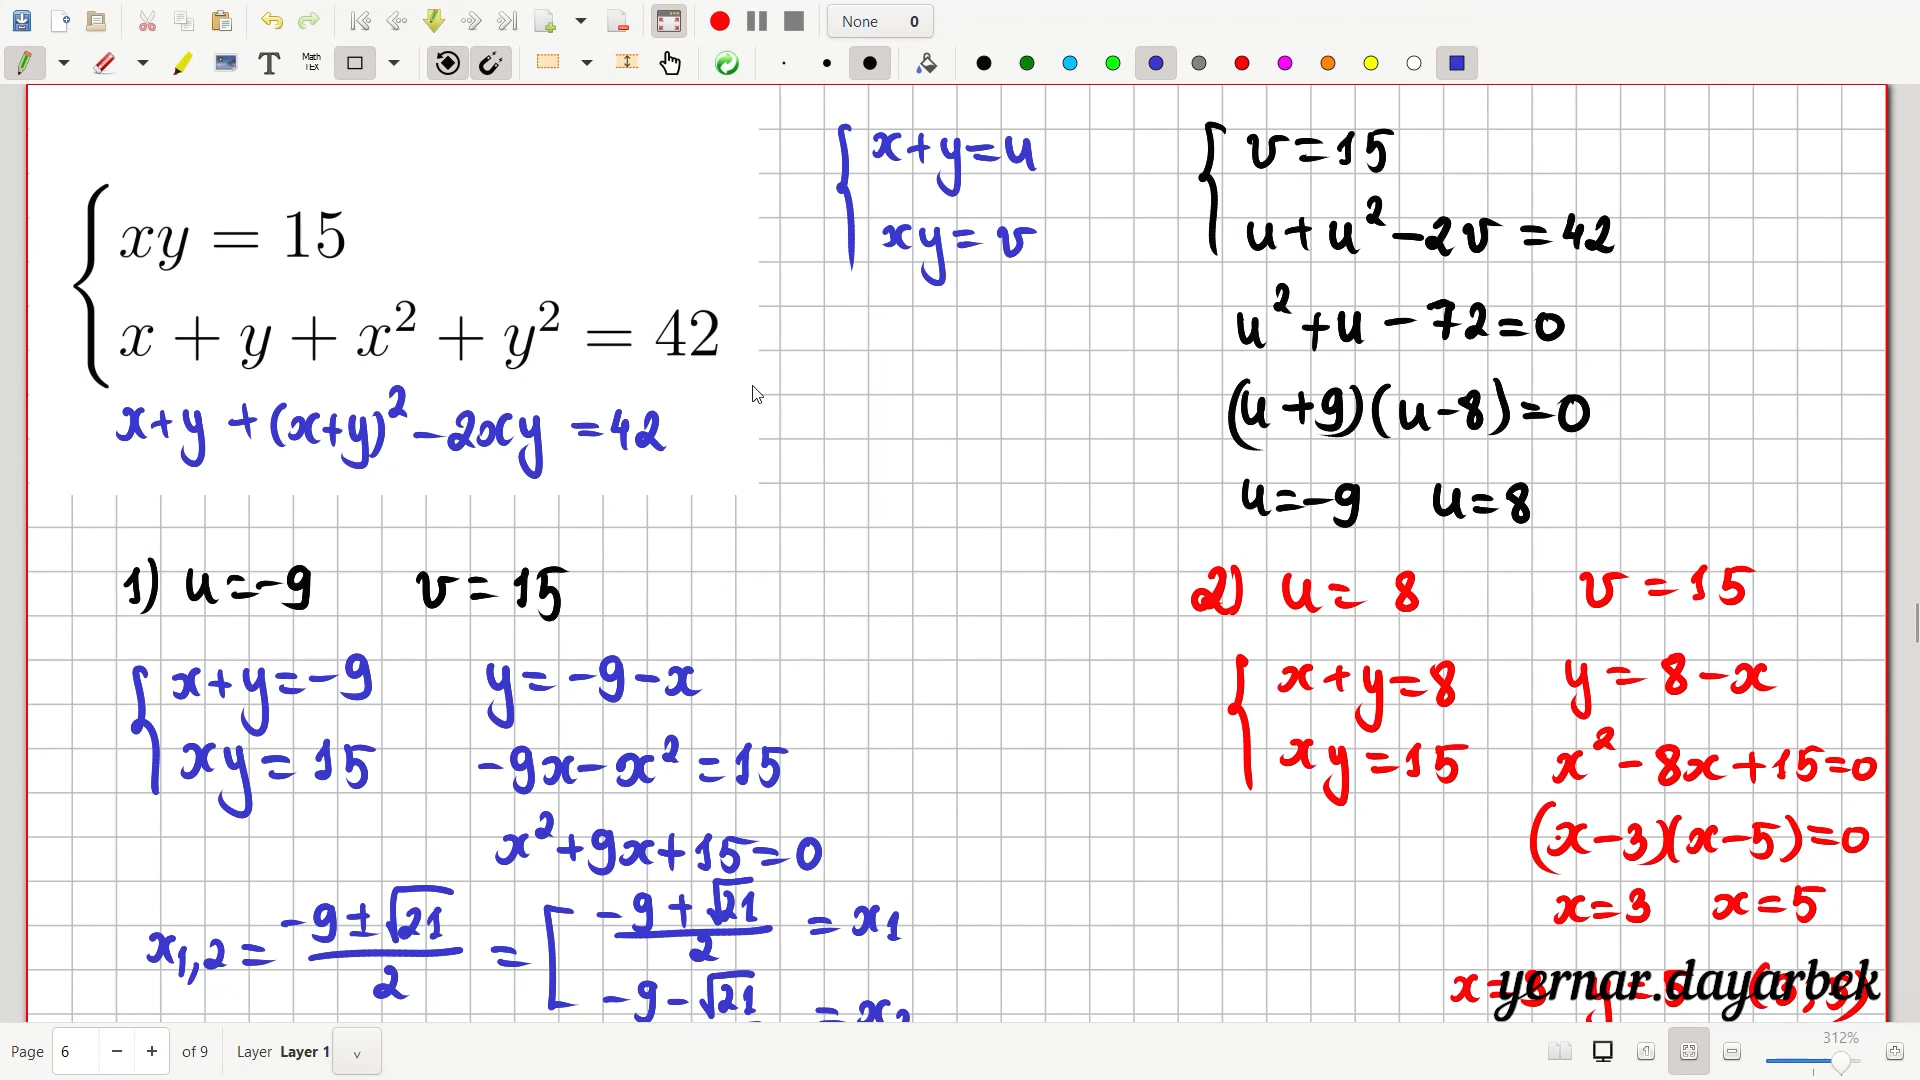 None 0
Math
TEX
xy = 15
x + y + x² + y² = 42
x+y +(x+y)² -2xy =42
x+y=u
xy=v
v=15
u+u²-2v=42
u²+u-72=0
(u+9)(u-8)=0
u=-9 u=8
1) u=-9 v=15
x+y=-9 y=-9-x
xy=15 -9x-x²=15
x²+9x+15=0
x1,2 = (-9±√21)/2 = [ (-9+√21)/2 = x1
-9-√21
2) u=8 v=15
x+y=8 y=8-x
xy=15 x²-8x+15=0
(x-3)(x-5)=0
x=3 x=5
yernar.dayarbek
Page 6 - + of 9 Layer Layer 1
312%